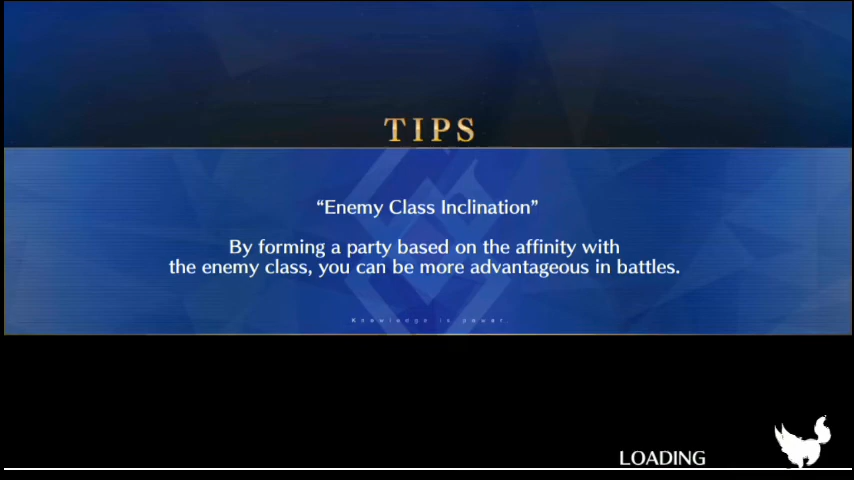 TIPS
“Enemy Class Inclination”
By forming a party based on the affinity with
the enemy class, you can be more advantageous in battles.
Knowledge is power.
LOADING